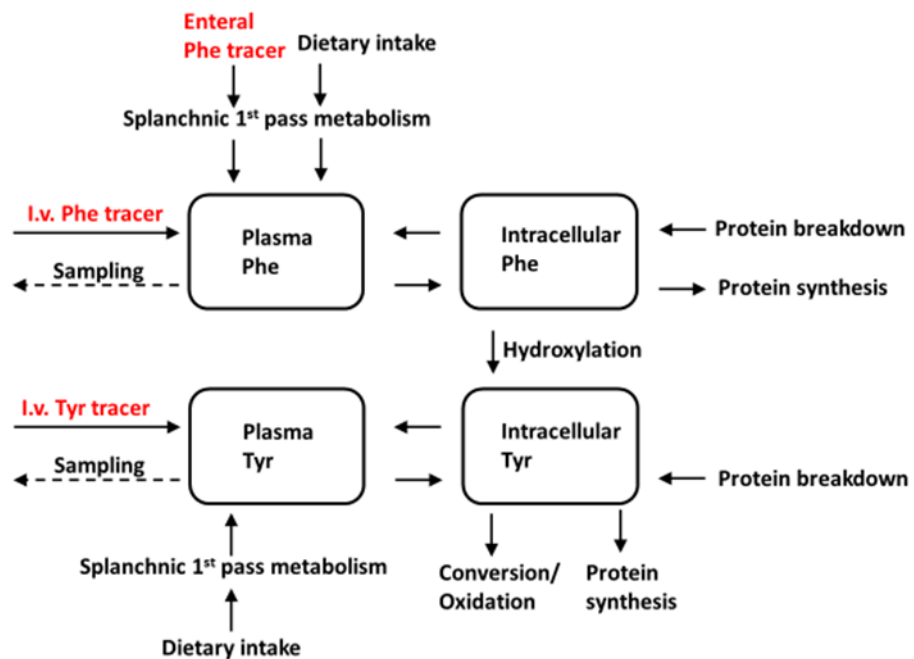 Enteral
Phe tracer
Dietary intake
Splanchnic 1st pass metabolism
I.v. Phe tracer
Sampling
Plasma
Phe
Intracellular
Phe
Protein breakdown
Protein synthesis
Hydroxylation
I.v. Tyr tracer
Sampling
Plasma
Tyr
Intracellular
Tyr
Protein breakdown
Splanchnic 1st pass metabolism
Conversion/
Oxidation
Protein
synthesis
Dietary intake